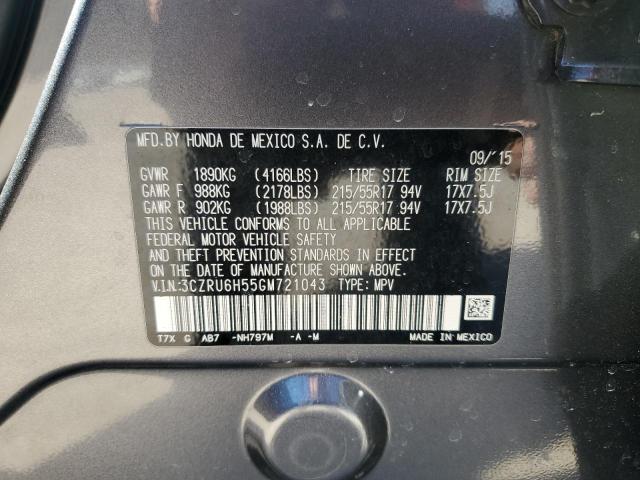 MFD.BY HONDA DE MEXICO S.A. DE C.V.
09/'15
GVWR 1890KG (4166LBS) TIRE SIZE RIM SIZE
GAWR F 988KG (2178LBS) 215/55R17 94V 17X7.5J
GAWR R 902KG (1988LBS) 215/55R17 94V 17X7.5J
THIS VEHICLE CONFORMS TO ALL APPLICABLE
FEDERAL MOTOR VEHICLE SAFETY
AND THEFT PREVENTION STANDARDS IN EFFECT
ON THE DATE OF MANUFACTURE SHOWN ABOVE.
V.I.N.:3CZRU6H55GM721043 TYPE: MPV
T7X G AB7 -NH797M -A -M MADE IN MEXICO